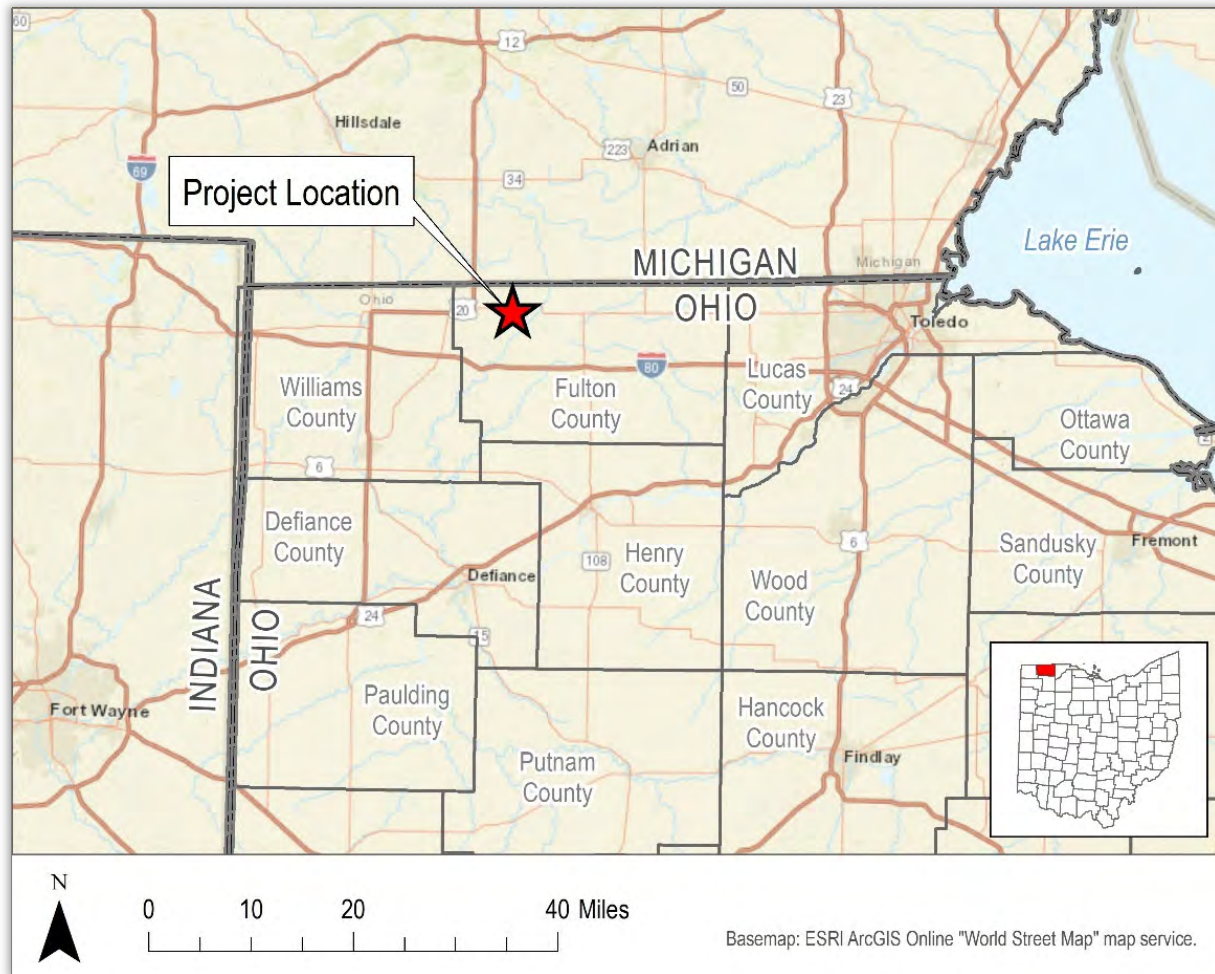 60
12
50
23
Hillsdale
Adrian
223
69
34
Project Location
Lake Erie
MICHIGAN
Michigan
OHIO
Ohio
20
Toledo
80
Lucas
County
24
Williams
County
Fulton
County
Ottawa
County
2
6
Defiance
County
Henry
County
108
6
Sandusky
County
Fremont
Wood
County
Defiance
INDIANA
OHIO
24
15
Paulding
County
Fort Wayne
Hancock
County
Findlay
Putnam
County
N
0 10 20 40 Miles
Basemap: ESRI ArcGIS Online "World Street Map" map service.